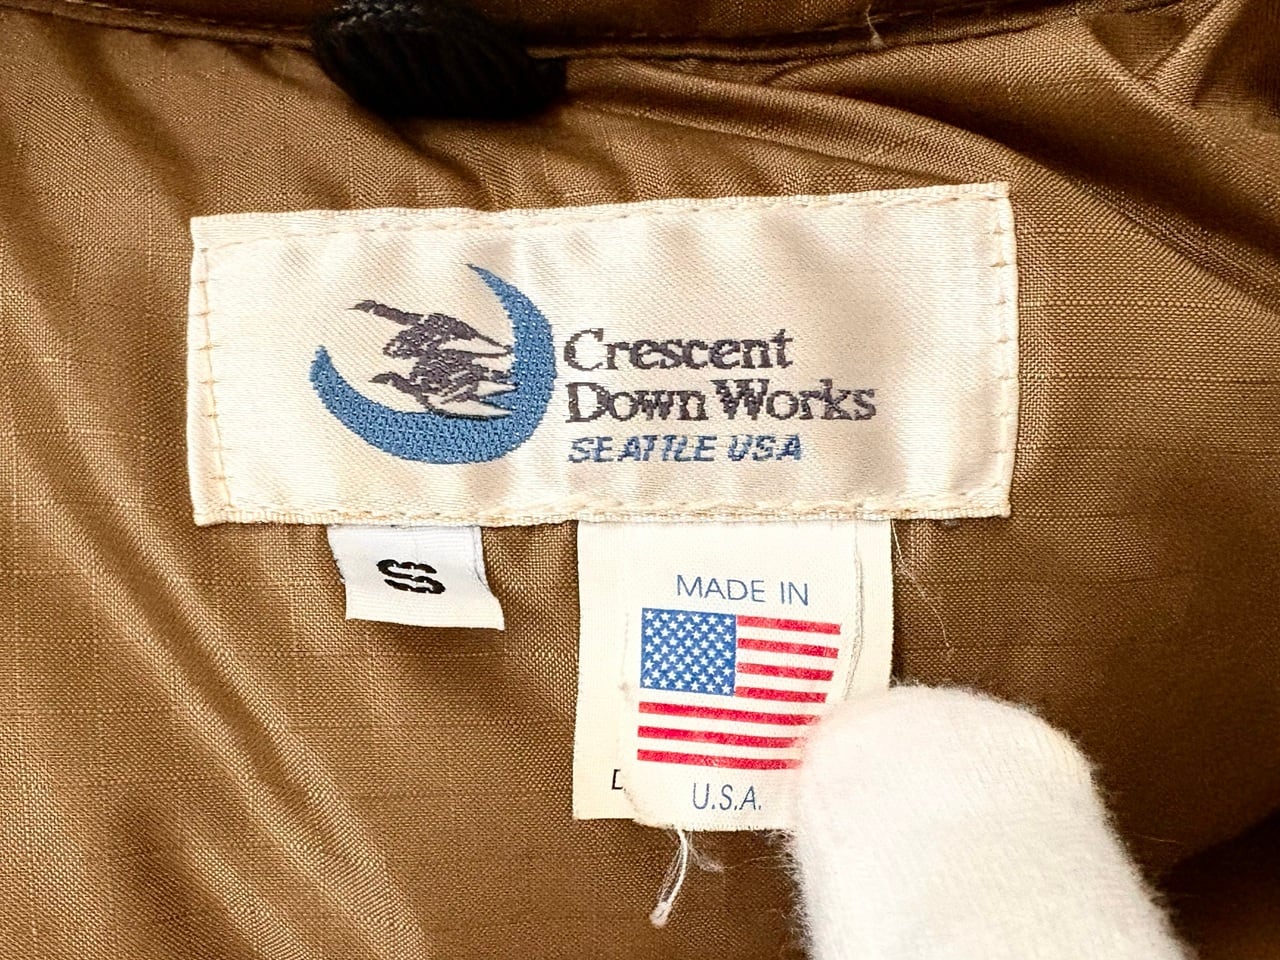 Crescent
Down Works
SEATTLE USA
S
MADE IN
U.S.A.